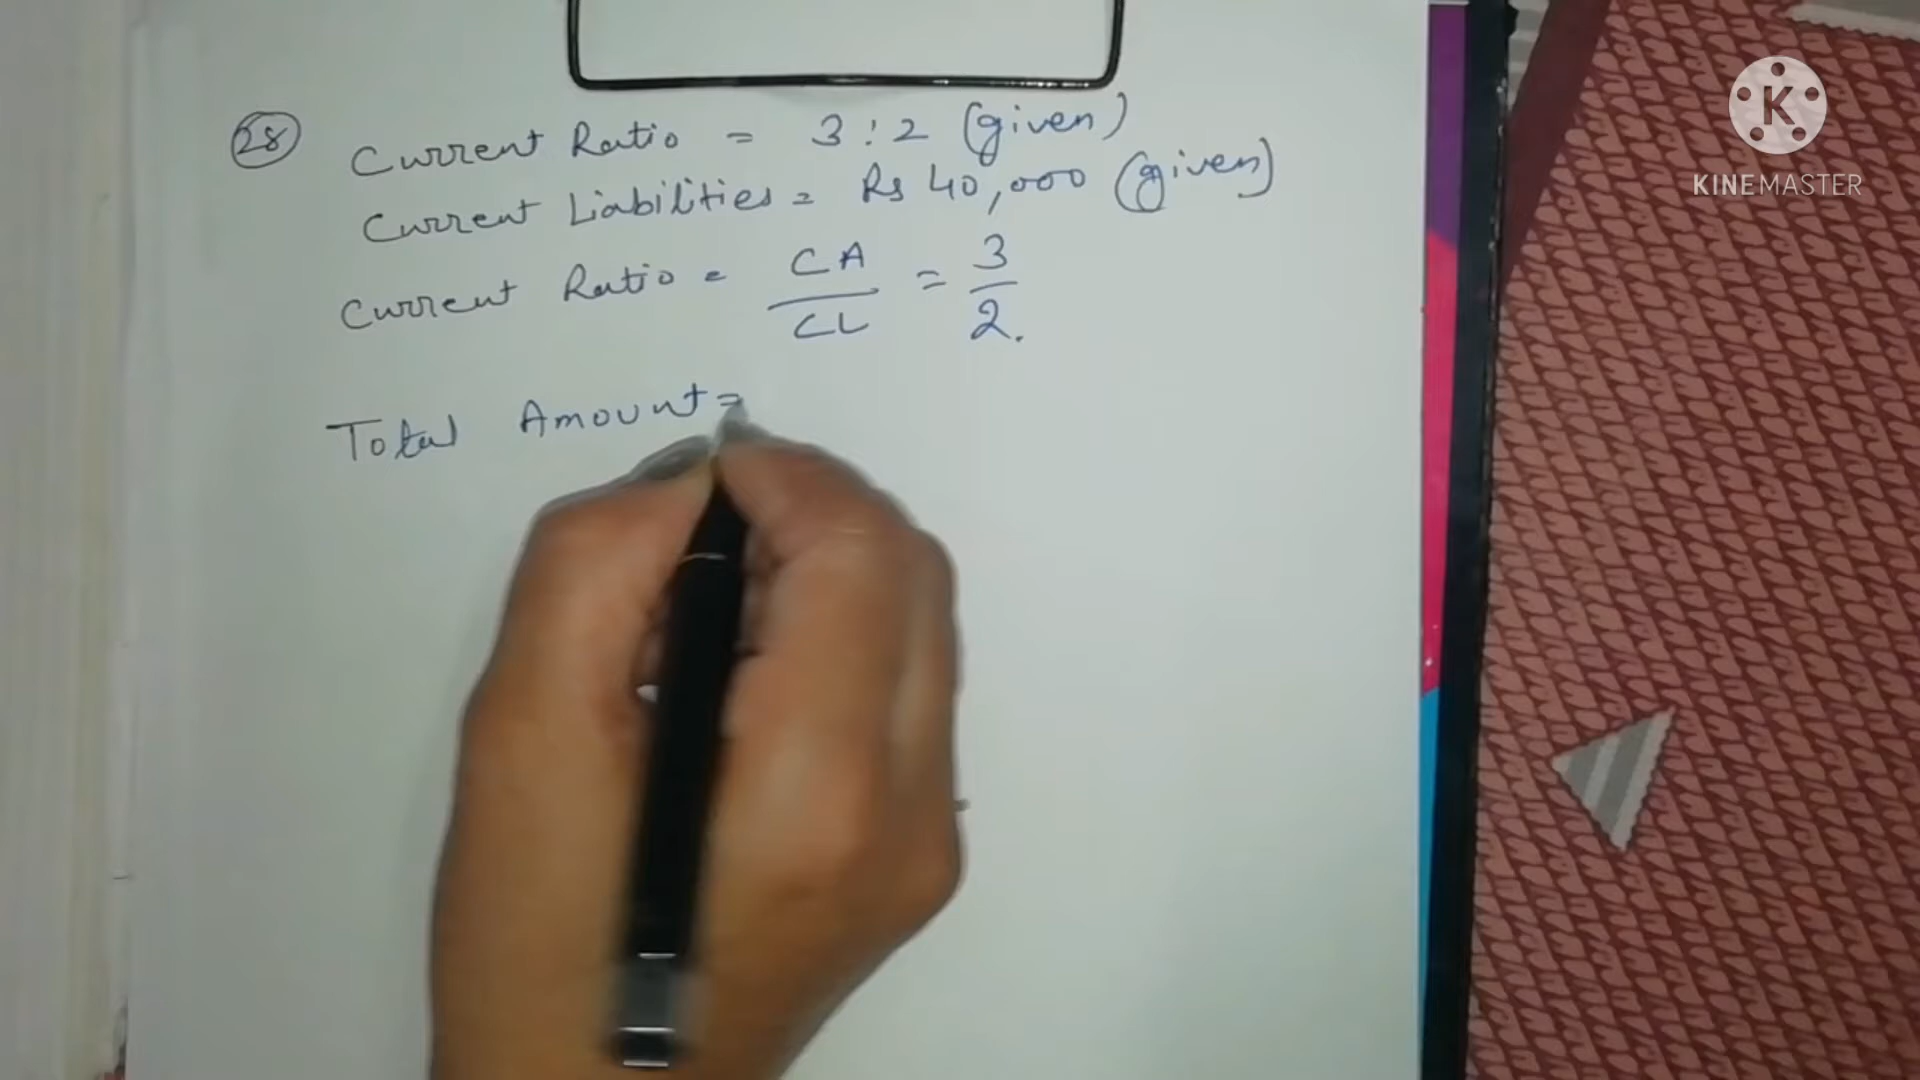 28 Current Ratio = 3:2 (given)
Current Liabilities = Rs 40,000 (given)
Current Ratio = CA/CL = 3/2.
Total Amount =
K
KINEMASTER